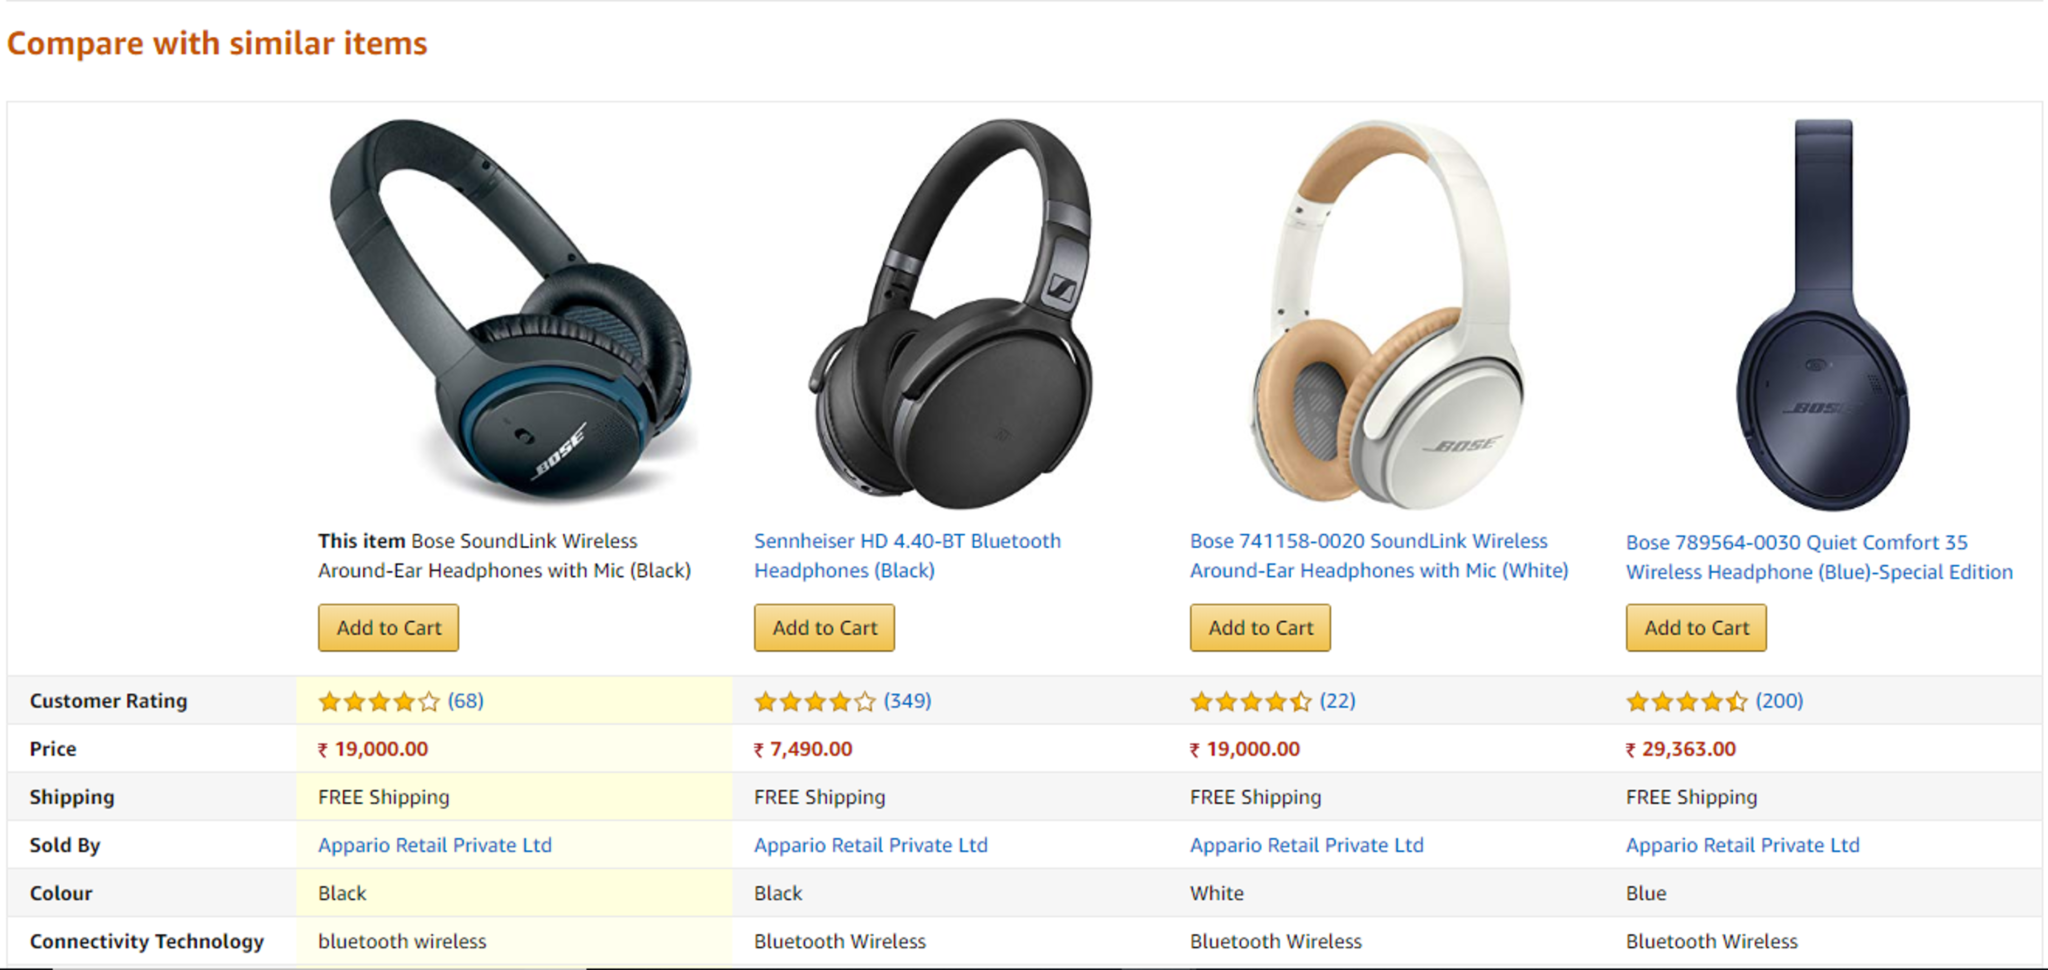 Compare with similar items
BOSE
BOSE
BOSE
This item Bose SoundLink Wireless
Around-Ear Headphones with Mic (Black)
Sennheiser HD 4.40-BT Bluetooth
Headphones (Black)
Bose 741158-0020 SoundLink Wireless
Around-Ear Headphones with Mic (White)
Bose 789564-0030 Quiet Comfort 35
Wireless Headphone (Blue)-Special Edition
Add to Cart Add to Cart Add to Cart Add to Cart
Customer Rating (68) (349) (22) (200)
Price ₹ 19,000.00 ₹ 7,490.00 ₹ 19,000.00 ₹ 29,363.00
Shipping FREE Shipping FREE Shipping FREE Shipping FREE Shipping
Sold By Appario Retail Private Ltd Appario Retail Private Ltd Appario Retail Private Ltd Appario Retail Private Ltd
Colour Black Black White Blue
Connectivity Technology bluetooth wireless Bluetooth Wireless Bluetooth Wireless Bluetooth Wireless